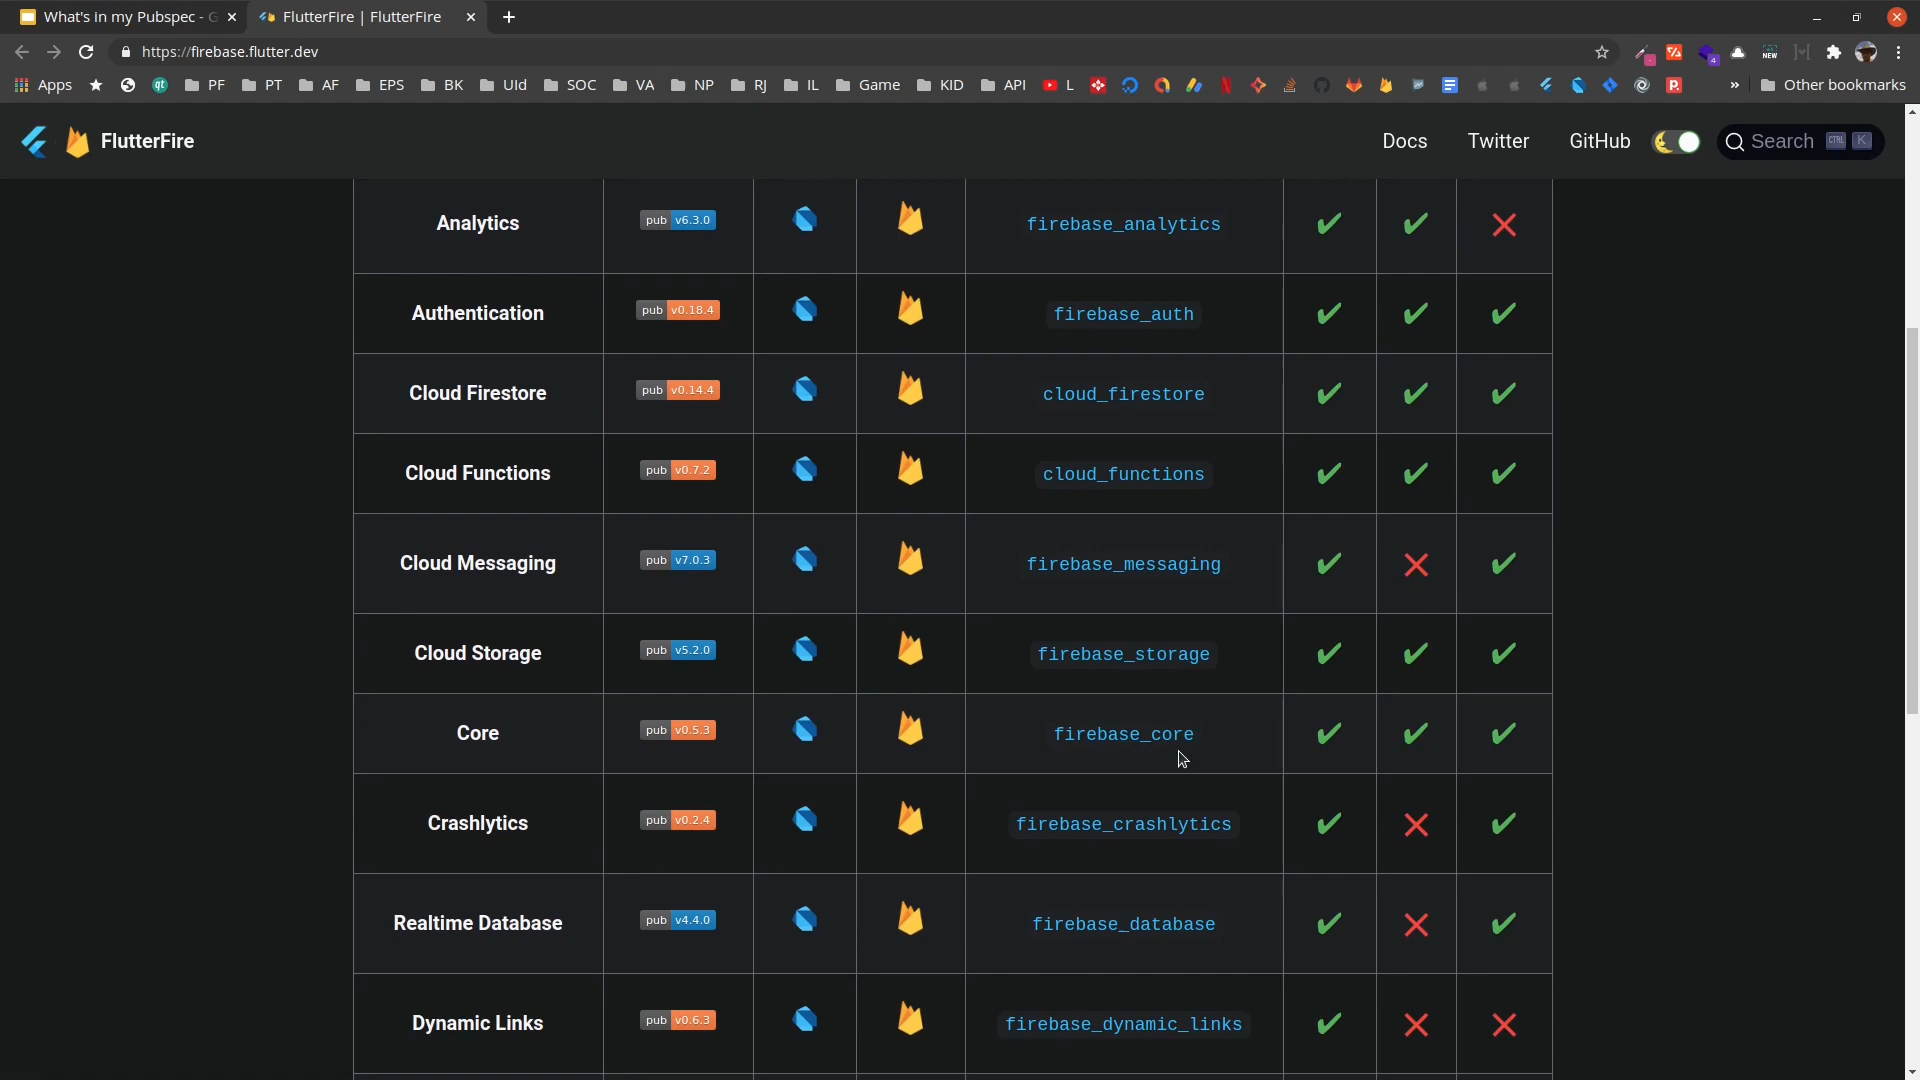 What's in my Pubspec - G
FlutterFire | FlutterFire
https://firebase.flutter.dev
4
NEW
Apps
qt
PF
PT
AF
EPS
BK
UId
SOC
VA
NP
RJ
IL
Game
KID
API
L
»
Other bookmarks
FlutterFire
Docs
Twitter
GitHub
Search
CTRL
K
Analytics pub v6.3.0 firebase_analytics ✔ ✔ ❌
Authentication pub v0.18.4 firebase_auth ✔ ✔ ✔
Cloud Firestore pub v0.14.4 cloud_firestore ✔ ✔ ✔
Cloud Functions pub v0.7.2 cloud_functions ✔ ✔ ✔
Cloud Messaging pub v7.0.3 firebase_messaging ✔ ❌ ✔
Cloud Storage pub v5.2.0 firebase_storage ✔ ✔ ✔
Core pub v0.5.3 firebase_core ✔ ✔ ✔
Crashlytics pub v0.2.4 firebase_crashlytics ✔ ❌ ✔
Realtime Database pub v4.4.0 firebase_database ✔ ❌ ✔
Dynamic Links pub v0.6.3 firebase_dynamic_links ✔ ❌ ❌